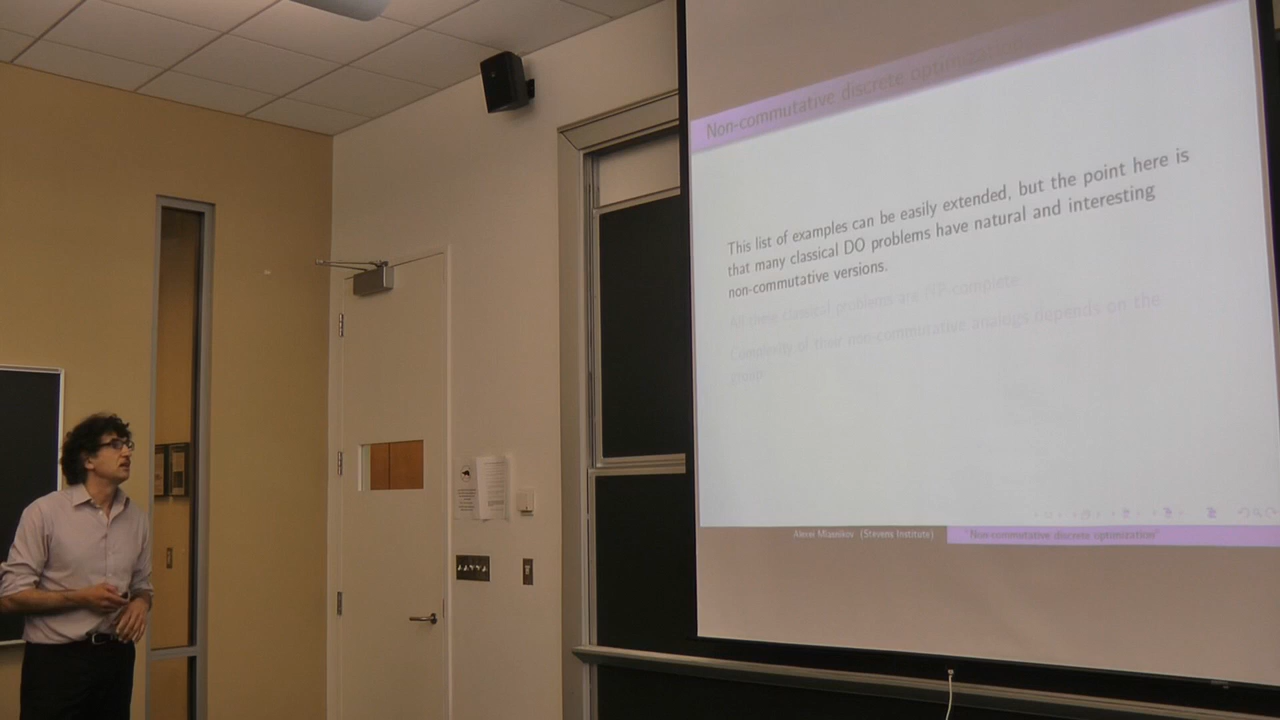 Non-commutative discrete optimization
This list of examples can be easily extended, but the point here is
that many classical DO problems have natural and interesting
non-commutative versions.
All these classical problems are NP-complete
Complexity of their non-commutative analogs depends on the
group
Alexei Miasnikov (Stevens Institute)
"Non-commutative discrete optimization"